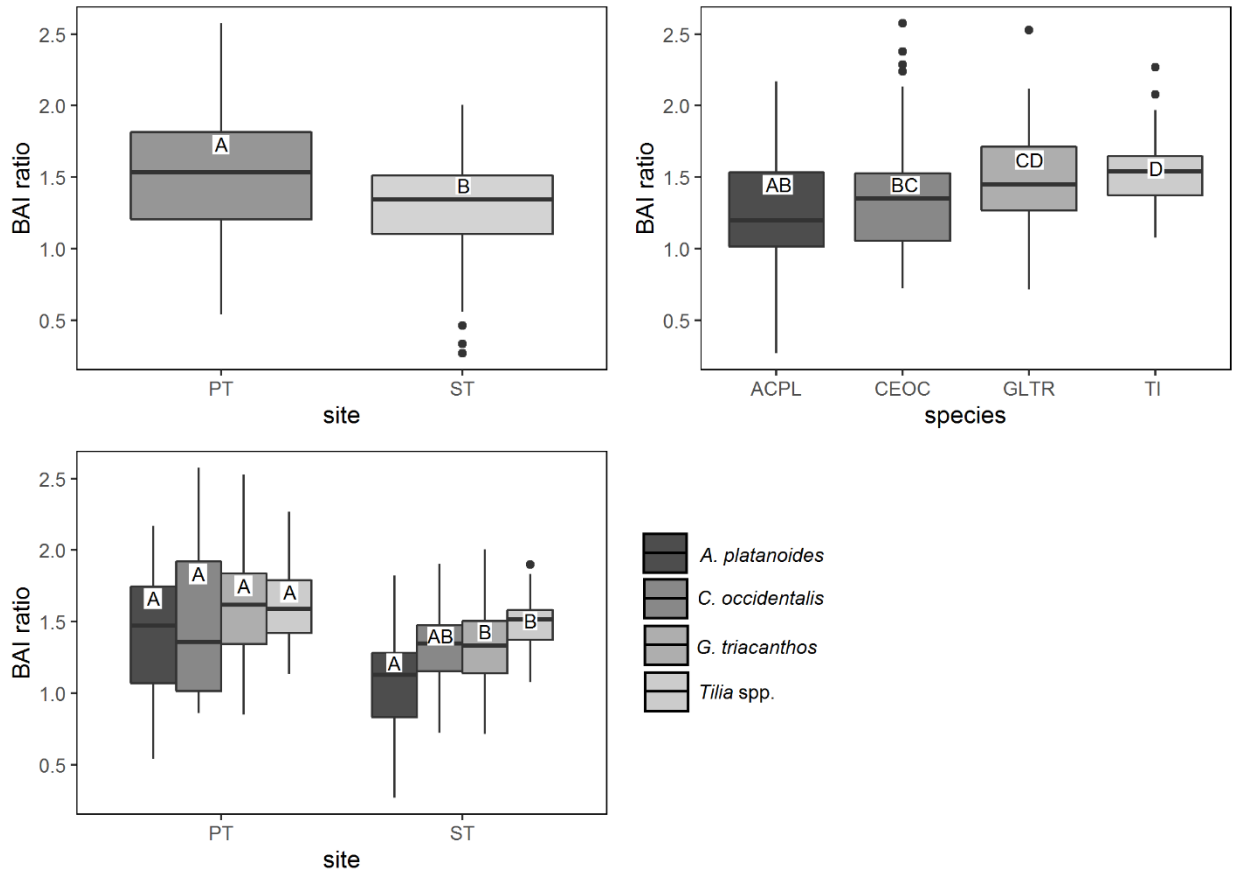 2.5
2.0
1.5
1.0
0.5
BAI ratio
A
B
PT
ST
site
2.5
2.0
1.5
1.0
0.5
BAI ratio
AB
BC
CD
D
ACPL
CEOC
GLTR
TI
species
2.5
2.0
1.5
1.0
0.5
BAI ratio
A
A
A
A
A
AB
B
B
PT
ST
site
A. platanoides
C. occidentalis
G. triacanthos
Tilia spp.